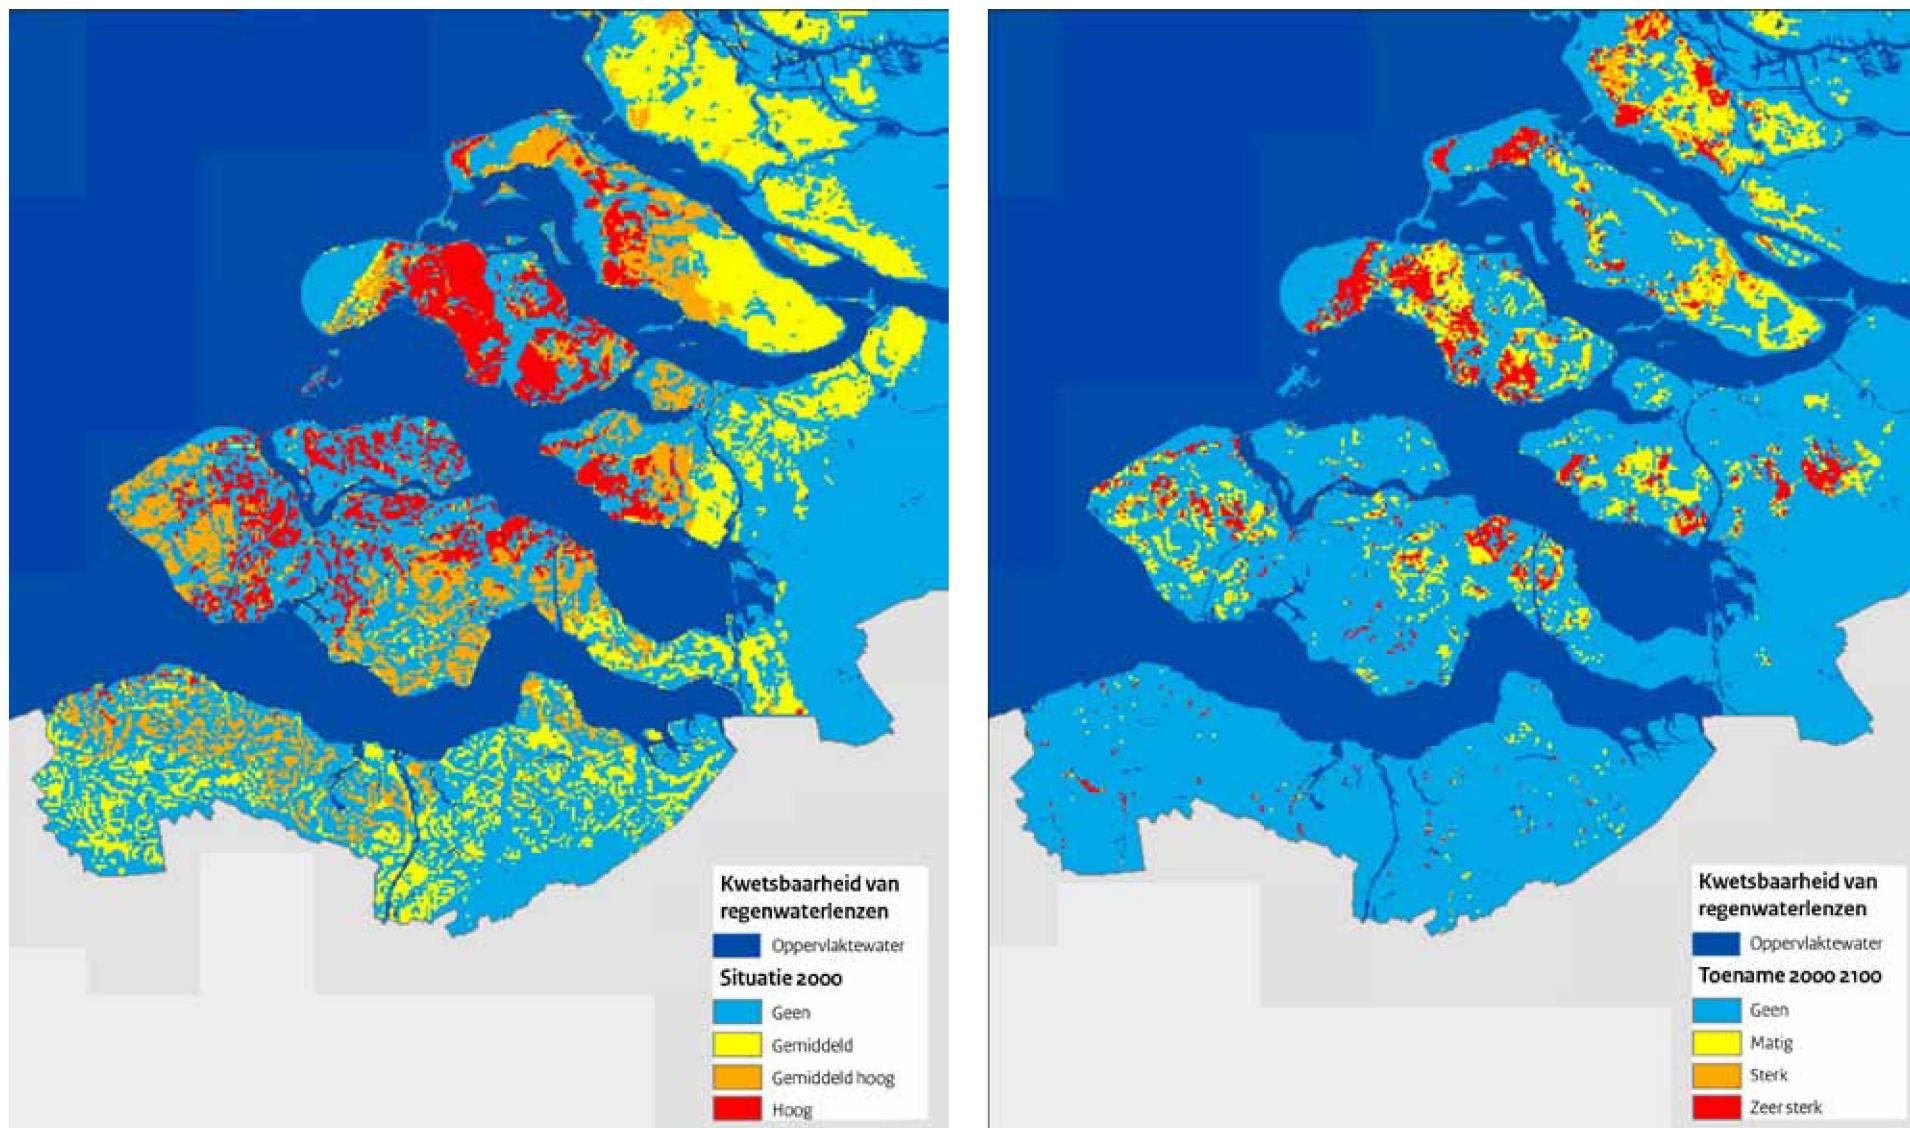 Kwetsbaarheid van
regenwaterlenzen
Oppervlaktewater
Situatie 2000
Geen
Gemiddeld
Gemiddeld hoog
Hoog
Kwetsbaarheid van
regenwaterlenzen
Oppervlaktewater
Toename 2000 2100
Geen
Matig
Sterk
Zeer sterk